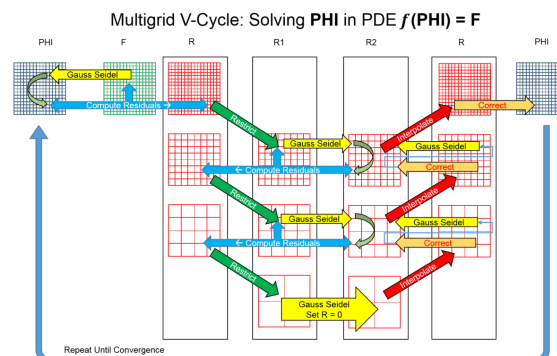 Multigrid V-Cycle: Solving PHI in PDE f(PHI) = F
PHI F R R1 R2 R PHI
Gauss Seidel
Compute Residuals →
Correct
Restrict
Interpolate
Gauss Seidel
Gauss Seidel
← Compute Residuals
Correct
Restrict
Interpolate
Gauss Seidel
Gauss Seidel
← Compute Residuals
Correct
Restrict
Interpolate
Gauss Seidel
Set R = 0
Repeat Until Convergence